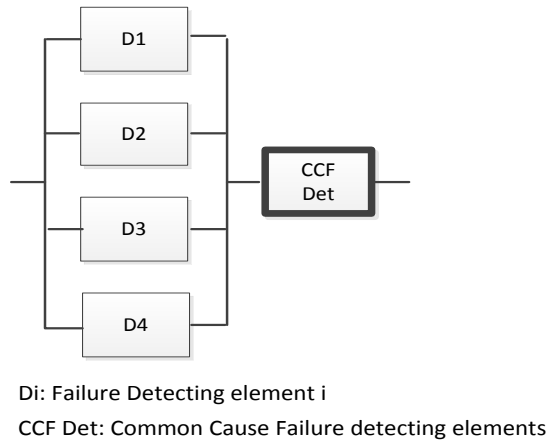 D1
D2
CCF
Det
D3
D4
Di: Failure Detecting element i
CCF Det: Common Cause Failure detecting elements